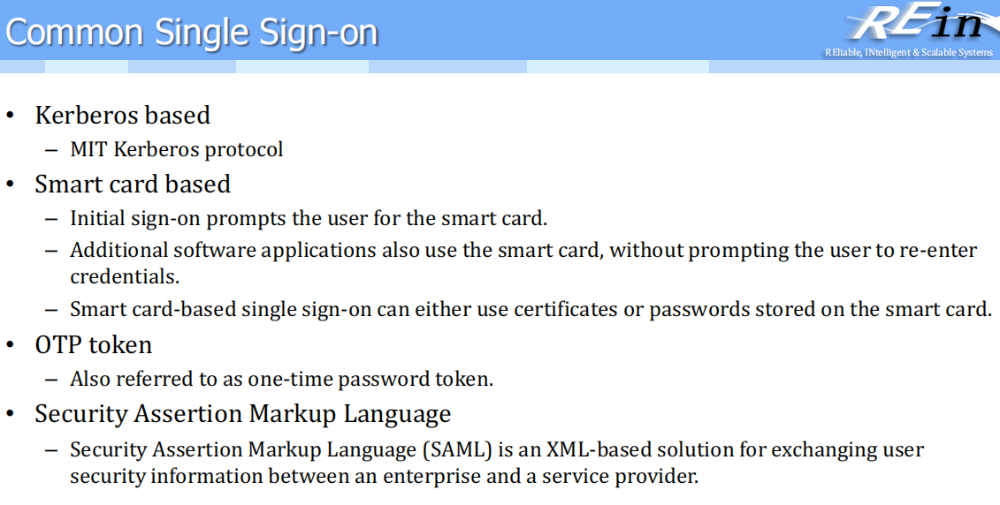 Common Single Sign-on
REin
REliable, INtelligent & Scalable Systems
• Kerberos based
– MIT Kerberos protocol
• Smart card based
– Initial sign-on prompts the user for the smart card.
– Additional software applications also use the smart card, without prompting the user to re-enter
credentials.
– Smart card-based single sign-on can either use certificates or passwords stored on the smart card.
• OTP token
– Also referred to as one-time password token.
• Security Assertion Markup Language
– Security Assertion Markup Language (SAML) is an XML-based solution for exchanging user
security information between an enterprise and a service provider.